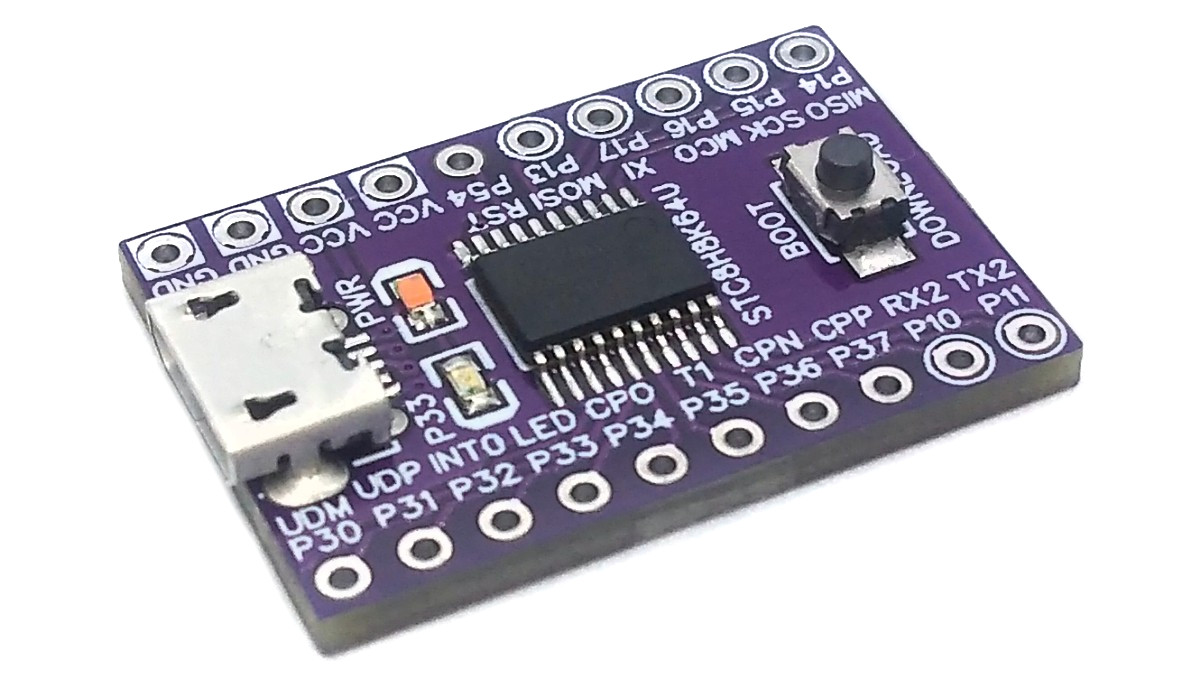 GND GND VCC VCC P54 P13 P17 P16 P15 P14
RST MOSI XI MCO SCK MISO
PWR
P33
STC8H8K64U
BOOT
UDM UDP INT0 LED CPO T1 CPN CPP RX2 TX2
P30 P31 P32 P33 P34 P35 P36 P37 P10 P11